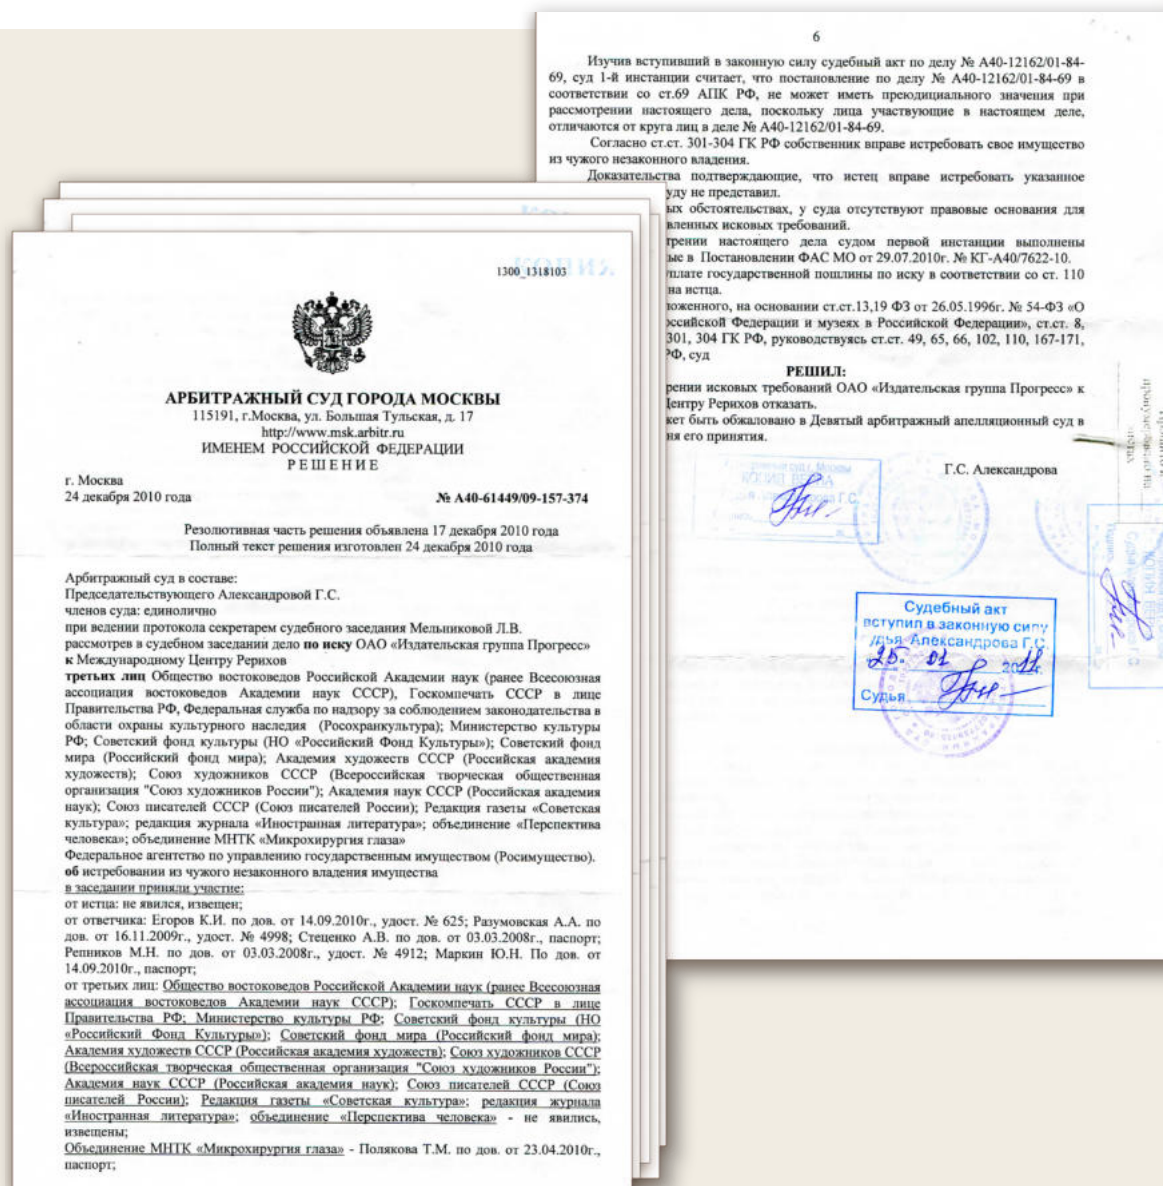 1300_1318103
АРБИТРАЖНЫЙ СУД ГОРОДА МОСКВЫ
115191, г.Москва, ул. Большая Тульская, д. 17
http://www.msk.arbitr.ru
ИМЕНЕМ РОССИЙСКОЙ ФЕДЕРАЦИИ
РЕШЕНИЕ
г. Москва
24 декабря 2010 года № А40-61449/09-157-374
Резолютивная часть решения объявлена 17 декабря 2010 года
Полный текст решения изготовлен 24 декабря 2010 года
Арбитражный суд в составе:
Председательствующего Александровой Г.С.
членов суда: единолично
при ведении протокола секретарем судебного заседания Мельниковой Л.В.
рассмотрев в судебном заседании дело по иску ОАО «Издательская группа Прогресс»
к Международному Центру Рерихов
третьих лиц Общество востоковедов Российской Академии наук (ранее Всесоюзная
ассоциация востоковедов Академии наук СССР), Госкомпечать СССР в лице
Правительства РФ, Федеральная служба по надзору за соблюдением законодательства в
области охраны культурного наследия (Росохранкультура); Министерство культуры
РФ; Советский фонд культуры (НО «Российский Фонд Культуры»); Советский фонд
мира (Российский фонд мира); Академия художеств СССР (Российская академия
художеств); Союз художников СССР (Всероссийская творческая общественная
организация "Союз художников России"); Академия наук СССР (Российская академия
наук); Союз писателей СССР (Союз писателей России); Редакция газеты «Советская
культура»; редакция журнала «Иностранная литература»; объединение «Перспектива
человека»; объединение МНТК «Микрохирургия глаза»
Федеральное агентство по управлению государственным имуществом (Росимущество).
об истребовании из чужого незаконного владения имущества
в заседании приняли участие:
от истца: не явился, извещен;
от ответчика: Егоров К.И. по дов. от 14.09.2010г., удост. № 625; Разумовская А.А. по
дов. от 16.11.2009г., удост. № 4998; Стеценко А.В. по дов. от 03.03.2008г., паспорт;
Репников М.Н. по дов. от 03.03.2008г., удост. № 4912; Маркин Ю.Н. По дов. от
14.09.2010г., паспорт;
от третьих лиц: Общество востоковедов Российской Академии наук (ранее Всесоюзная
ассоциация востоковедов Академии наук СССР); Госкомпечать СССР в лице
Правительства РФ; Министерство культуры РФ; Советский фонд культуры (НО
«Российский Фонд Культуры»); Советский фонд мира (Российский фонд мира);
Академия художеств СССР (Российская академия художеств); Союз художников СССР
(Всероссийская творческая общественная организация "Союз художников России");
Академия наук СССР (Российская академия наук); Союз писателей СССР (Союз
писателей России); Редакция газеты «Советская культура»; редакция журнала
«Иностранная литература»; объединение «Перспектива человека» - не явились,
извещены;
Объединение МНТК «Микрохирургия глаза» - Полякова Т.М. по дов. от 23.04.2010г.,
паспорт;
6
Изучив вступивший в законную силу судебный акт по делу № А40-12162/01-84-
69, суд 1-й инстанции считает, что постановление по делу № А40-12162/01-84-69 в
соответствии со ст.69 АПК РФ, не может иметь преюдициального значения при
рассмотрении настоящего дела, поскольку лица участвующие в настоящем деле,
отличаются от круга лиц в деле № А40-12162/01-84-69.
Согласно ст.ст. 301-304 ГК РФ собственник вправе истребовать свое имущество
из чужого незаконного владения.
Доказательства подтверждающие, что истец вправе истребовать указанное
уду не представил.
ых обстоятельствах, у суда отсутствуют правовые основания для
вленных исковых требований.
трении настоящего дела судом первой инстанции выполнены
ые в Постановлении ФАС МО от 29.07.2010г. № КГ-А40/7622-10.
плате государственной пошлины по иску в соответствии со ст. 110
на истца.
оженного, на основании ст.ст.13,19 ФЗ от 26.05.1996г. № 54-ФЗ «О
оссийской Федерации и музеях в Российской Федерации», ст.ст. 8,
301, 304 ГК РФ, руководствуясь ст.ст. 49, 65, 66, 102, 110, 167-171,
РФ, суд
РЕШИЛ:
рении исковых требований ОАО «Издательская группа Прогресс» к
Центру Рерихов отказать.
жет быть обжаловано в Девятый арбитражный апелляционный суд в
ня его принятия.
Г.С. Александрова
Судебный акт
вступил в законную силу
дья Александрова Г.С.
25. 01 2011г.
Судья